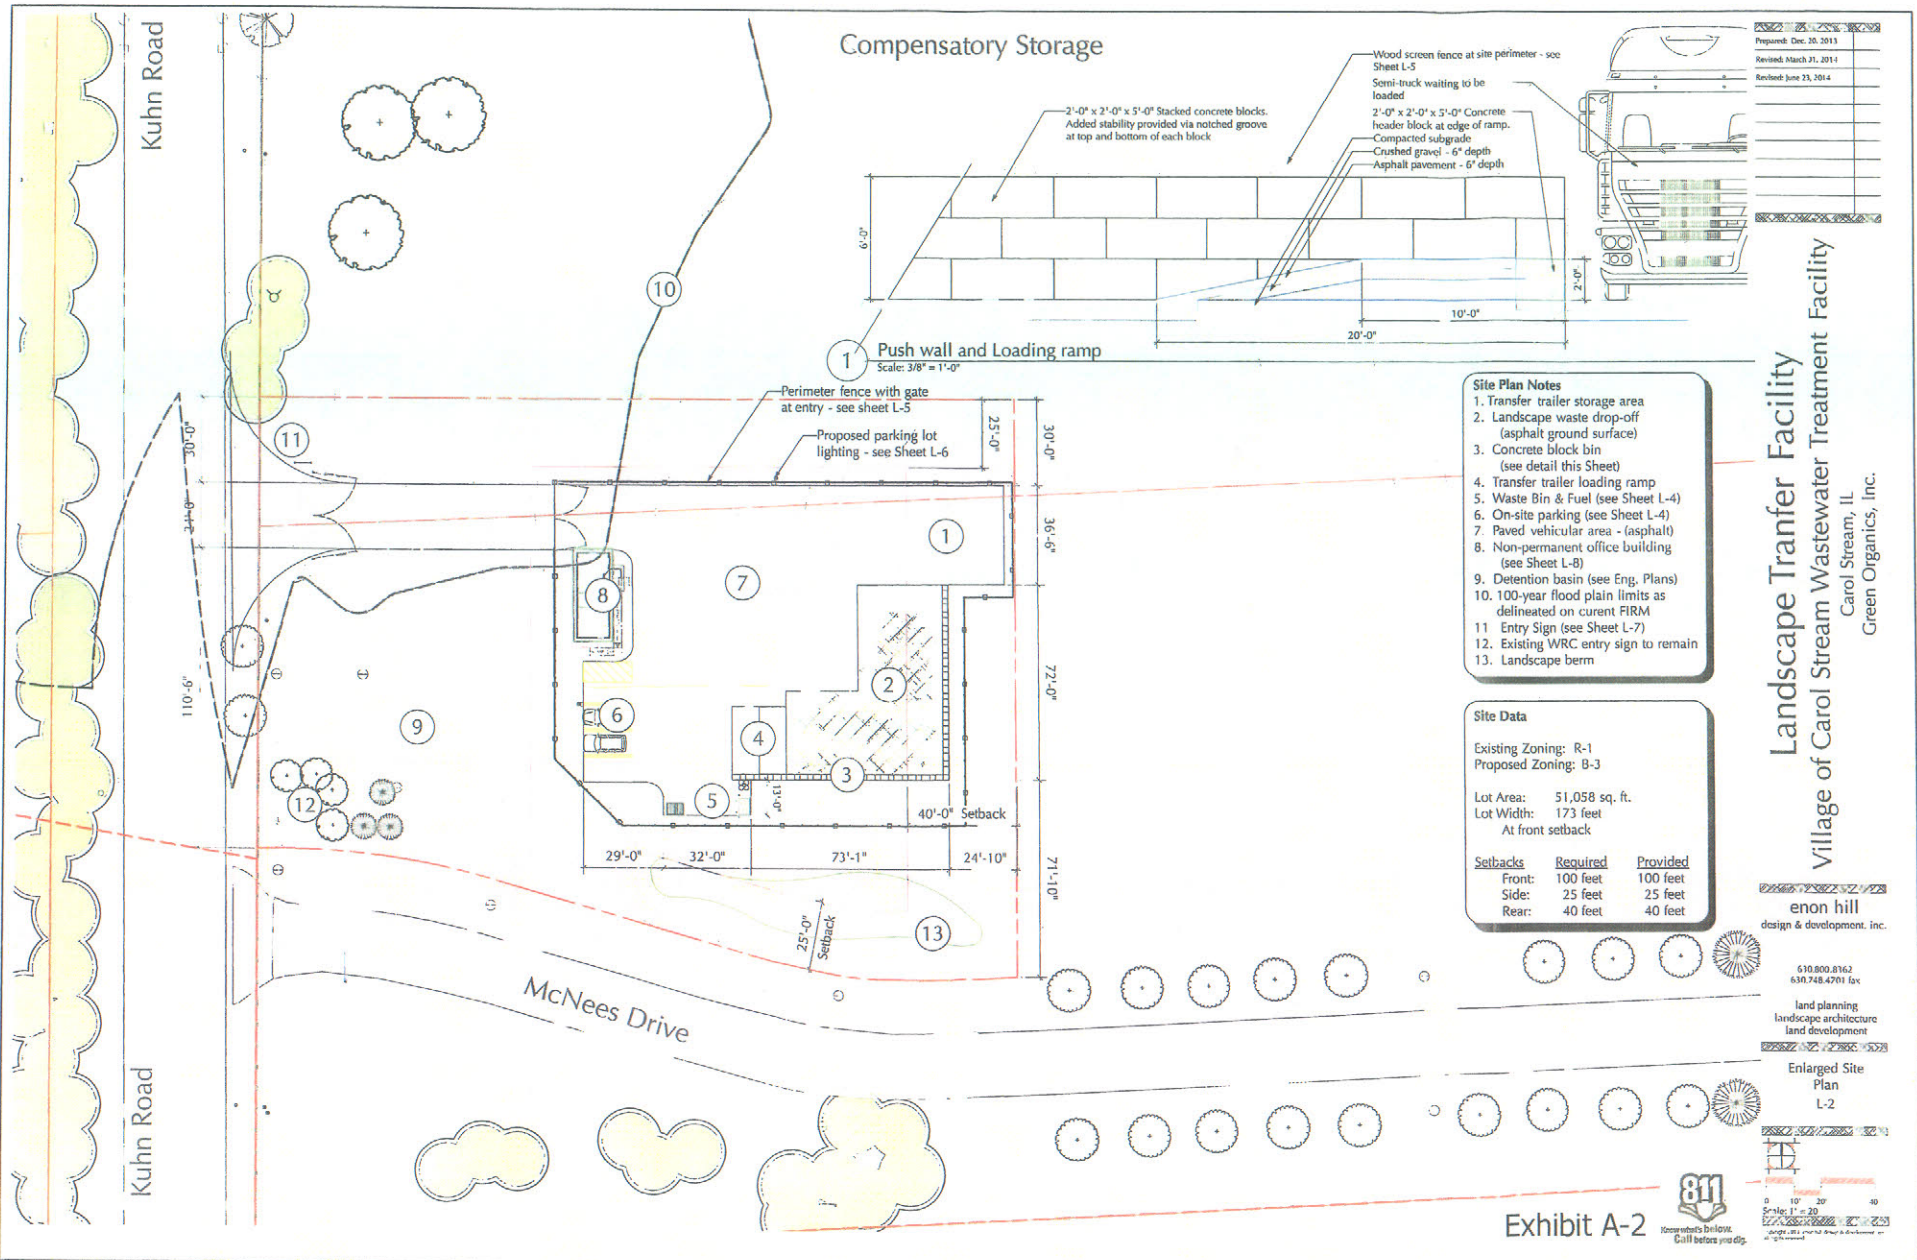 Compensatory Storage
Kuhn Road
Wood screen fence at site perimeter - see
Sheet L-5
Semi-truck waiting to be
loaded
2'-0" x 2'-0" x 5'-0" Concrete
header block at edge of ramp.
Compacted subgrade
Crushed gravel - 6" depth
Asphalt pavement - 6" depth
2'-0" x 2'-0" x 5'-0" Stacked concrete blocks.
Added stability provided via notched groove
at top and bottom of each block
6'-0"
2'-0"
10'-0"
20'-0"
1
Push wall and Loading ramp
Scale: 3/8" = 1'-0"
10
Perimeter fence with gate
at entry - see sheet L-5
Proposed parking lot
lighting - see Sheet L-6
25'-0"
30'-0"
30'-0"
11
21'-0"
36'-6"
1
7
8
72'-0"
110'-6"
2
6
9
4
3
12
5
13'-0"
40'-0" Setback
29'-0"
32'-0"
73'-1"
24'-10"
71'-10"
25'-0"
Setback
13
McNees Drive
Kuhn Road
Site Plan Notes
1. Transfer trailer storage area
2. Landscape waste drop-off
(asphalt ground surface)
3. Concrete block bin
(see detail this Sheet)
4. Transfer trailer loading ramp
5. Waste Bin & Fuel (see Sheet L-4)
6. On-site parking (see Sheet L-4)
7. Paved vehicular area - (asphalt)
8. Non-permanent office building
(see Sheet L-8)
9. Detention basin (see Eng. Plans)
10. 100-year flood plain limits as
delineated on curent FIRM
11 Entry Sign (see Sheet L-7)
12. Existing WRC entry sign to remain
13. Landscape berm
Site Data
Existing Zoning: R-1
Proposed Zoning: B-3
Lot Area: 51,058 sq. ft.
Lot Width: 173 feet
At front setback
Setbacks Required Provided
Front: 100 feet 100 feet
Side: 25 feet 25 feet
Rear: 40 feet 40 feet
Prepared: Dec. 20, 2013
Revised: March 31, 2014
Revised: June 23, 2014
Landscape Tranfer Facility
Village of Carol Stream Wastewater Treatment Facility
Carol Stream, IL
Green Organics, Inc.
enon hill
design & development, inc.
630.800.8362
630.748.4701 fax
land planning
landscape architecture
land development
Enlarged Site
Plan
L-2
0 10' 20' 40
Scale: 1" = 20
Exhibit A-2
811
Know what's below.
Call before you dig.